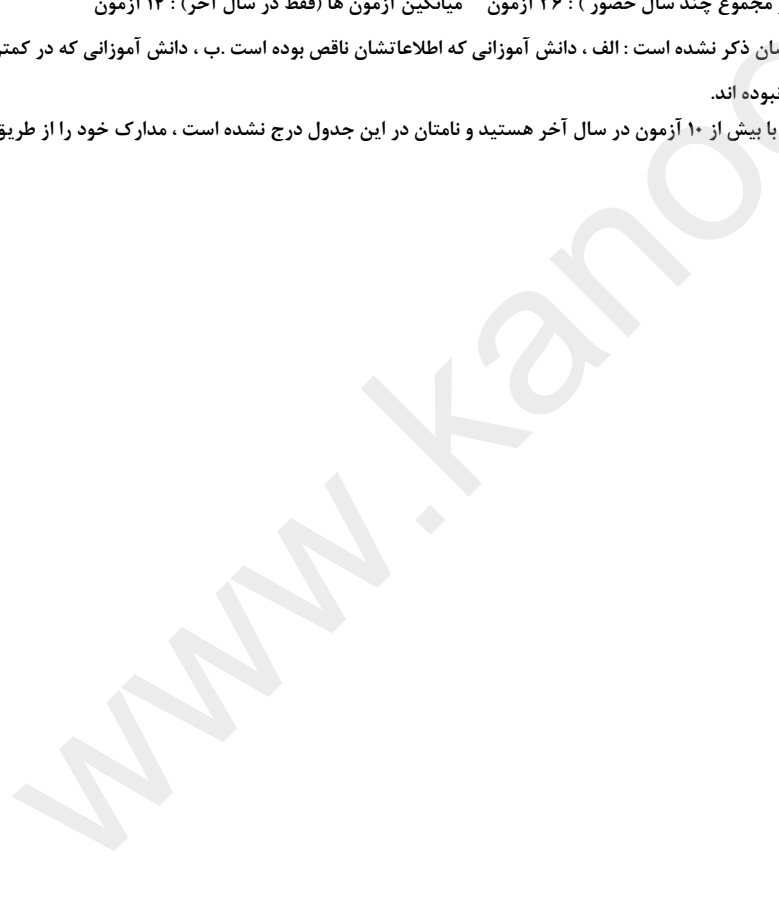 مجموع چند سال حضور ) : ۲۶ آزمون میانگین آزمون ها (فقط در سال آخر) : ۱۲ آزمون
شان ذکر نشده است : الف ، دانش آموزانی که اطلاعاتشان ناقص بوده است .ب ، دانش آموزانی که در کمتر
نبوده اند.
با بیش از ۱۰ آزمون در سال آخر هستید و نامتان در این جدول درج نشده است ، مدارک خود را از طریق
www.kanoo